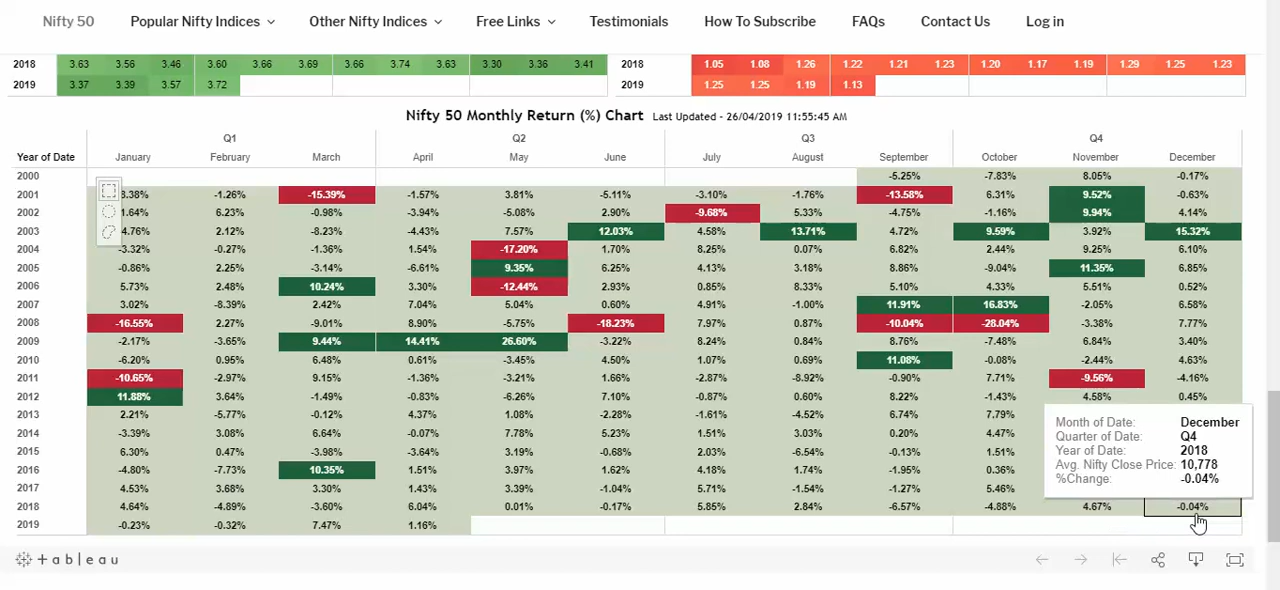 Nifty 50 Popular Nifty Indices Other Nifty Indices Free Links Testimonials How To Subscribe FAQs Contact Us Log in
2018 3.63 3.56 3.46 3.60 3.66 3.69 3.66 3.74 3.63 3.30 3.36 3.41 2018 1.05 1.08 1.26 1.22 1.21 1.23 1.20 1.17 1.19 1.29 1.25 1.23
2019 3.37 3.39 3.57 3.72 2019 1.25 1.25 1.19 1.13
Nifty 50 Monthly Return (%) Chart Last Updated - 26/04/2019 11:55:45 AM
Q1 Q2 Q3 Q4
Year of Date January February March April May June July August September October November December
2000 -5.25% -7.83% 8.05% -0.17%
2001 8.38% -1.26% -15.39% -1.57% 3.81% -5.11% -3.10% -1.76% -13.58% 6.31% 9.52% -0.63%
2002 1.64% 6.23% -0.98% -3.94% -5.08% 2.90% -9.68% 5.33% -4.75% -1.16% 9.94% 4.14%
2003 4.76% 2.12% -8.23% -4.43% 7.57% 12.03% 4.58% 13.71% 4.72% 9.59% 3.92% 15.32%
2004 -3.32% -0.27% -1.36% 1.54% -17.20% 1.70% 8.25% 0.07% 6.82% 2.44% 9.25% 6.10%
2005 -0.86% 2.25% -3.14% -6.61% 9.35% 6.25% 4.13% 3.18% 8.86% -9.04% 11.35% 6.85%
2006 5.73% 2.48% 10.24% 3.30% -12.44% 2.93% 0.85% 8.33% 5.10% 4.33% 5.51% 0.52%
2007 3.02% -8.39% 2.42% 7.04% 5.04% 0.60% 4.91% -1.00% 11.91% 16.83% -2.05% 6.58%
2008 -16.55% 2.27% -9.01% 8.90% -5.75% -18.23% 7.97% 0.87% -10.04% -28.04% -3.38% 7.77%
2009 -2.17% -3.65% 9.44% 14.41% 26.60% -3.22% 8.24% 0.84% 8.76% -7.48% 6.84% 3.40%
2010 -6.20% 0.95% 6.48% 0.61% -3.45% 4.50% 1.07% 0.69% 11.08% -0.08% -2.44% 4.63%
2011 -10.65% -2.97% 9.15% -1.36% -3.21% 1.66% -2.87% -8.92% -0.90% 7.71% -9.56% -4.16%
2012 11.88% 3.64% -1.49% -0.83% -6.26% 7.10% -0.87% 0.60% 8.22% -1.43% 4.58% 0.45%
2013 2.21% -5.77% -0.12% 4.37% 1.08% -2.28% -1.61% -4.52% 6.74% 7.79%
2014 -3.39% 3.08% 6.64% -0.07% 7.78% 5.23% 1.51% 3.03% 0.20% 4.47%
2015 6.30% 0.47% -3.98% -3.64% 3.19% -0.68% 2.03% -6.54% -0.13% 1.51%
2016 -4.80% -7.73% 10.35% 1.51% 3.97% 1.62% 4.18% 1.74% -1.95% 0.36%
2017 4.53% 3.68% 3.30% 1.43% 3.39% -1.04% 5.71% -1.54% -1.27% 5.46%
2018 4.64% -4.89% -3.60% 6.04% 0.01% -0.17% 5.85% 2.84% -6.57% -4.88% 4.67% -0.04%
2019 -0.23% -0.32% 7.47% 1.16%
Month of Date: December
Quarter of Date: Q4
Year of Date: 2018
Avg. Nifty Close Price: 10,778
%Change: -0.04%
+ableau